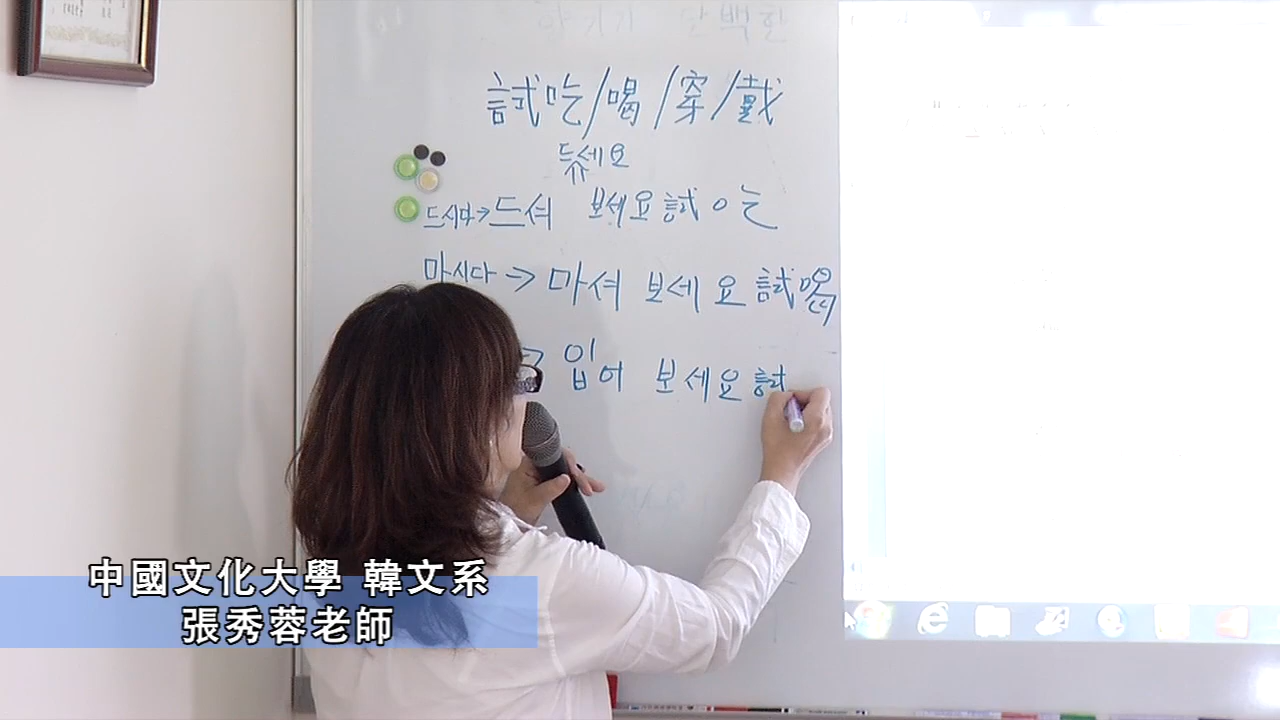 試吃/喝/穿/戴
드세요
드시다→드셔 보세요 試吃
마시다→마셔 보세요 試喝
→입어 보세요 試
中國文化大學 韓文系
張秀蓉老師